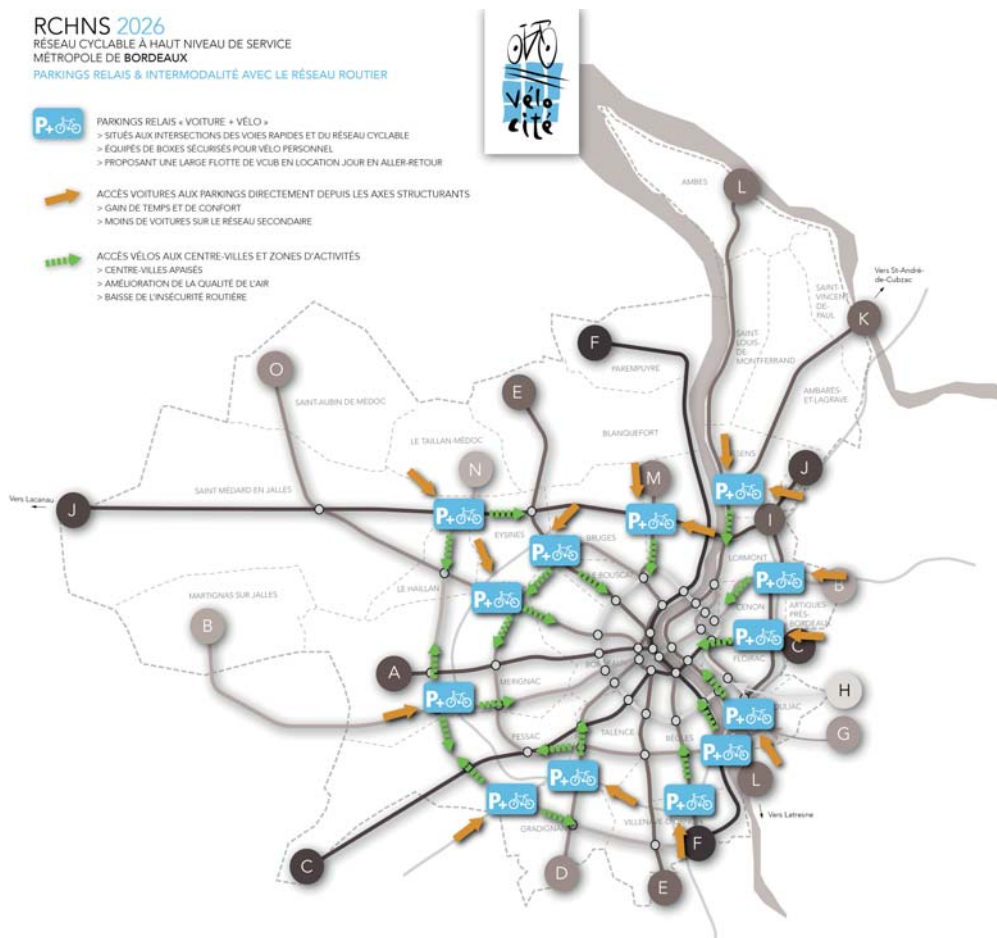 RCHNS 2026
RÉSEAU CYCLABLE À HAUT NIVEAU DE SERVICE
MÉTROPOLE DE BORDEAUX
PARKINGS RELAIS & INTERMODALITÉ AVEC LE RÉSEAU ROUTIER
vélo
cité
P+
PARKINGS RELAIS « VOITURE + VÉLO »
> SITUÉS AUX INTERSECTIONS DES VOIES RAPIDES ET DU RÉSEAU CYCLABLE
> ÉQUIPÉS DE BOXES SÉCURISÉS POUR VÉLO PERSONNEL
> PROPOSANT UNE LARGE FLOTTE DE VCUB EN LOCATION JOUR EN ALLER-RETOUR
ACCÈS VOITURES AUX PARKINGS DIRECTEMENT DEPUIS LES AXES STRUCTURANTS
> GAIN DE TEMPS ET DE CONFORT
> MOINS DE VOITURES SUR LE RÉSEAU SECONDAIRE
ACCÈS VÉLOS AUX CENTRE-VILLES ET ZONES D'ACTIVITÉS
> CENTRE-VILLES APAISÉS
> AMÉLIORATION DE LA QUALITÉ DE L'AIR
> BAISSE DE L'INSÉCURITÉ ROUTIÈRE
AMBES
L
Vers St-André-
de-Cubzac
SAINT-
VINCENT-
DE-
PAUL
K
SAINT-
LOUIS-
DE-
MONTFERRAND
F
PAREMPUYRE
O
E
AMBARÈS-
ET-LAGRAVE
SAINT-AUBIN DE MÉDOC
BLANQUEFORT
LE TAILLAN-MÉDOC
N
M
J
Vers Lacanau
J
SAINT MÉDARD EN JALLES
P+
P+
P+
I
EYSINES
BRUGES
P+
LORMONT
P+
B
LE HAILLAN
P+
MARTIGNAS SUR JALLES
CENON
ARTIGUES-
PRÈS-
BORDEAUX
B
P+
C
FLOIRAC
A
MERIGNAC
P+
H
P+
G
PESSAC
TALENCE
BÈGLES
P+
L
P+
P+
P+
Vers Latresne
GRADIGNAN
F
C
D
E